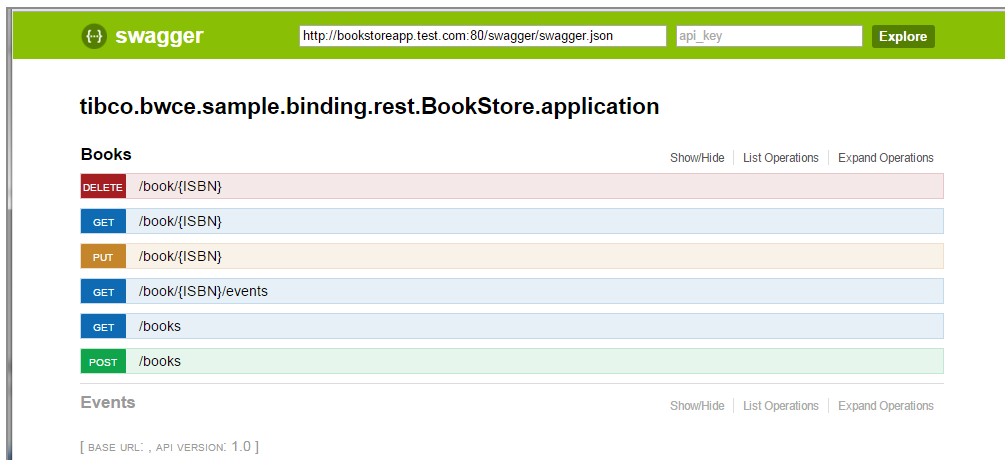 {···} swagger http://bookstoreapp.test.com:80/swagger/swagger.json api_key Explore
tibco.bwce.sample.binding.rest.BookStore.application
Books Show/Hide List Operations Expand Operations
DELETE /book/{ISBN}
GET /book/{ISBN}
PUT /book/{ISBN}
GET /book/{ISBN}/events
GET /books
POST /books
Events Show/Hide List Operations Expand Operations
[ BASE URL: , API VERSION: 1.0 ]